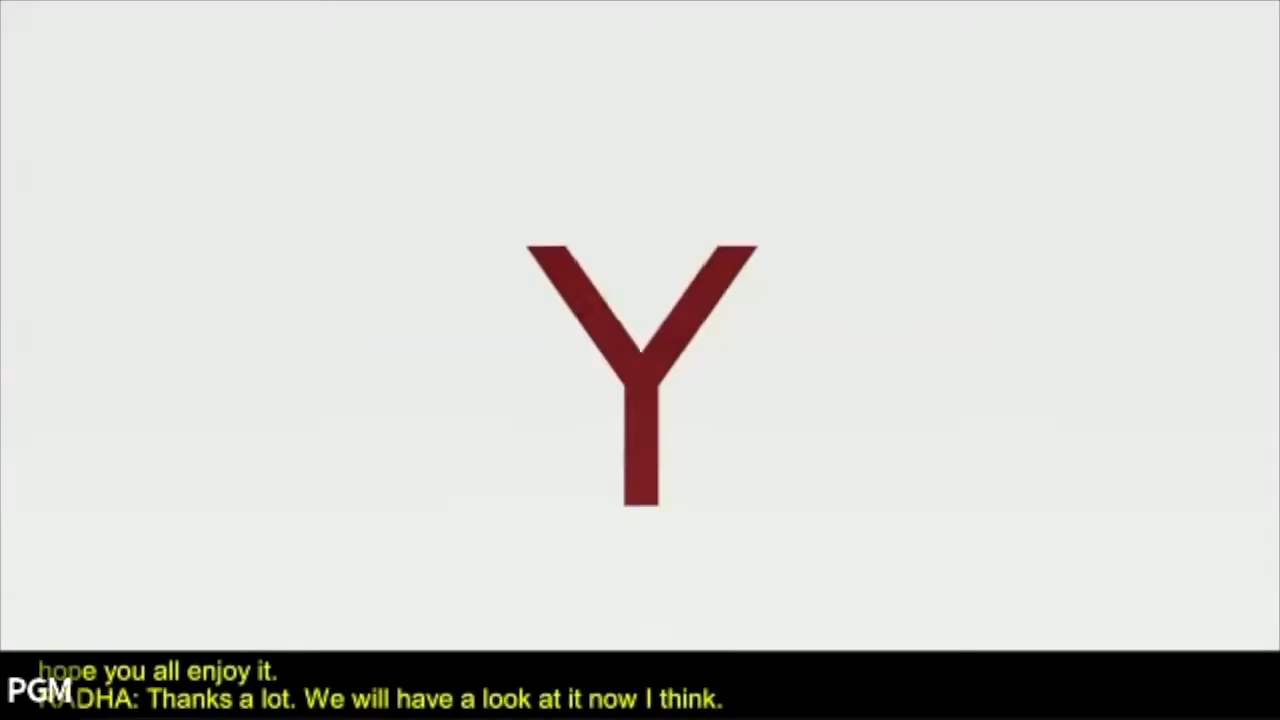 Y
hope you all enjoy it.
PGM
DHA: Thanks a lot. We will have a look at it now I think.